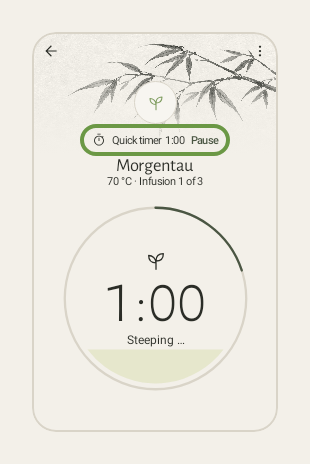 Quick timer 1:00 Pause
Morgentau
70 °C · Infusion 1 of 3
1:00
Steeping ...